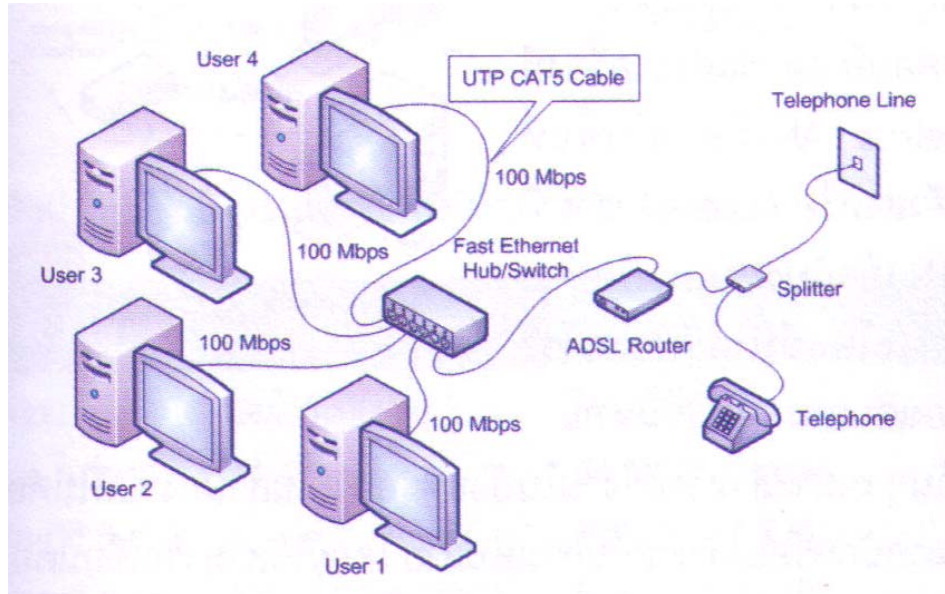 User 4
UTP CAT5 Cable
Telephone Line
100 Mbps
User 3
100 Mbps
Fast Ethernet
Hub/Switch
Splitter
100 Mbps
ADSL Router
User 2
100 Mbps
Telephone
User 1